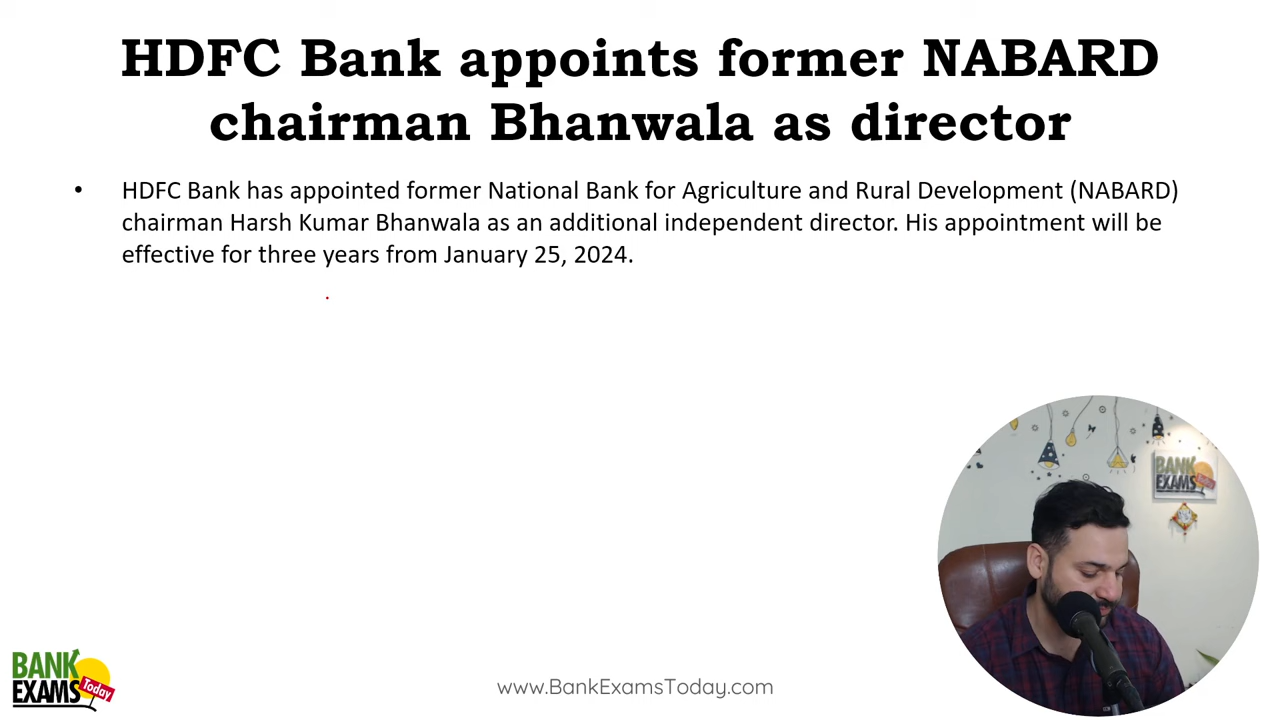 HDFC Bank appoints former NABARD
chairman Bhanwala as director
• HDFC Bank has appointed former National Bank for Agriculture and Rural Development (NABARD)
chairman Harsh Kumar Bhanwala as an additional independent director. His appointment will be
effective for three years from January 25, 2024.
BANK
EXAMS
BANK
EXAMS
Today
www.BankExamsToday.com